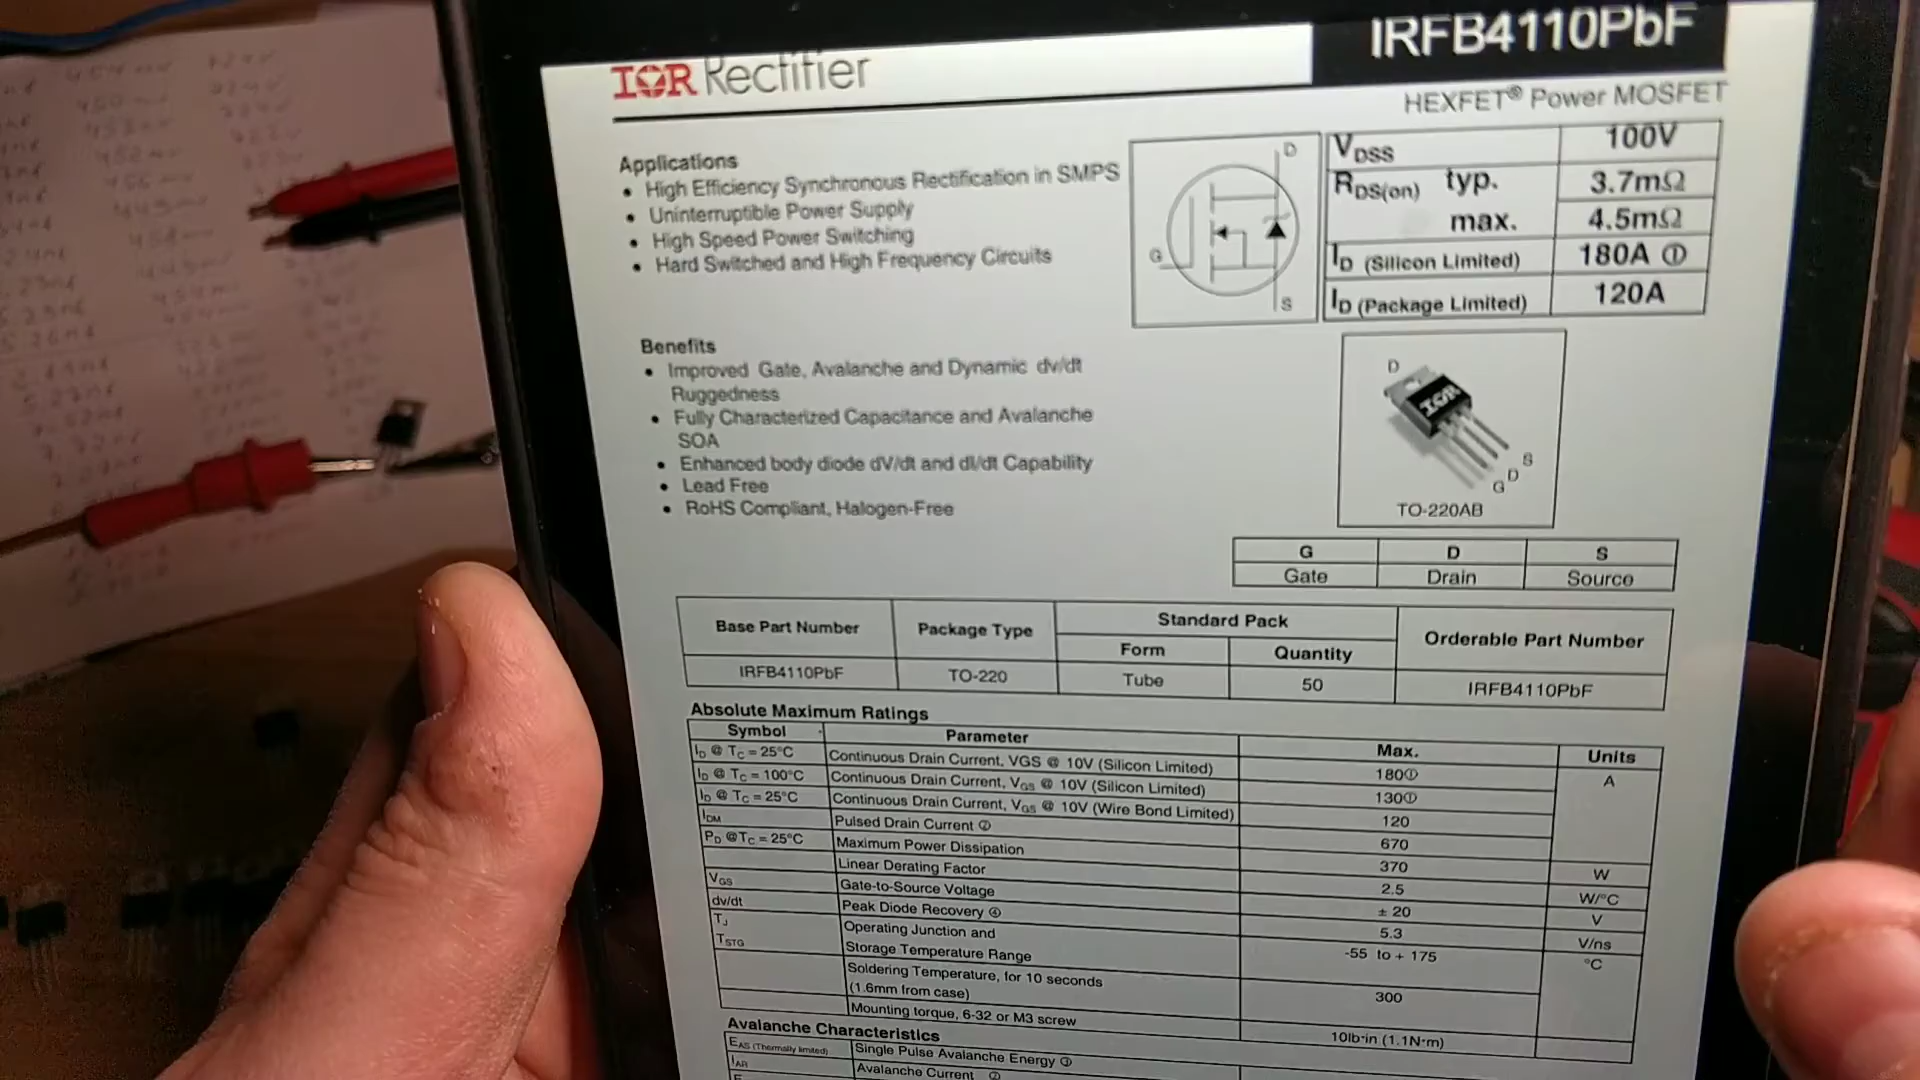 IRFB4110PbF
IOR Rectifier
HEXFET® Power MOSFET
Applications
• High Efficiency Synchronous Rectification in SMPS
• Uninterruptible Power Supply
• High Speed Power Switching
• Hard Switched and High Frequency Circuits
D
G
S
VDSS 100V
RDS(on) typ. 3.7mΩ
max. 4.5mΩ
ID (Silicon Limited) 180A ①
ID (Package Limited) 120A
Benefits
• Improved Gate, Avalanche and Dynamic dv/dt
Ruggedness
• Fully Characterized Capacitance and Avalanche
SOA
• Enhanced body diode dV/dt and dI/dt Capability
• Lead Free
• RoHS Compliant, Halogen-Free
D
IOR
S
D
G
TO-220AB
G D S
Gate Drain Source
Base Part Number Package Type Standard Pack Orderable Part Number
Form Quantity
IRFB4110PbF TO-220 Tube 50 IRFB4110PbF
Absolute Maximum Ratings
Symbol Parameter Max. Units
ID @ TC = 25°C Continuous Drain Current, VGS @ 10V (Silicon Limited) 180① A
ID @ TC = 100°C Continuous Drain Current, VGS @ 10V (Silicon Limited) 130①
ID @ TC = 25°C Continuous Drain Current, VGS @ 10V (Wire Bond Limited) 120
IDM Pulsed Drain Current ② 670
PD @TC = 25°C Maximum Power Dissipation 370 W
Linear Derating Factor 2.5 W/°C
VGS Gate-to-Source Voltage ± 20 V
dv/dt Peak Diode Recovery ④ 5.3 V/ns
TJ Operating Junction and -55 to + 175 °C
TSTG Storage Temperature Range
Soldering Temperature, for 10 seconds 300
(1.6mm from case)
Mounting torque, 6-32 or M3 screw 10lb·in (1.1N·m)
Avalanche Characteristics
EAS (Thermally limited) Single Pulse Avalanche Energy ③
IAR Avalanche Current ②